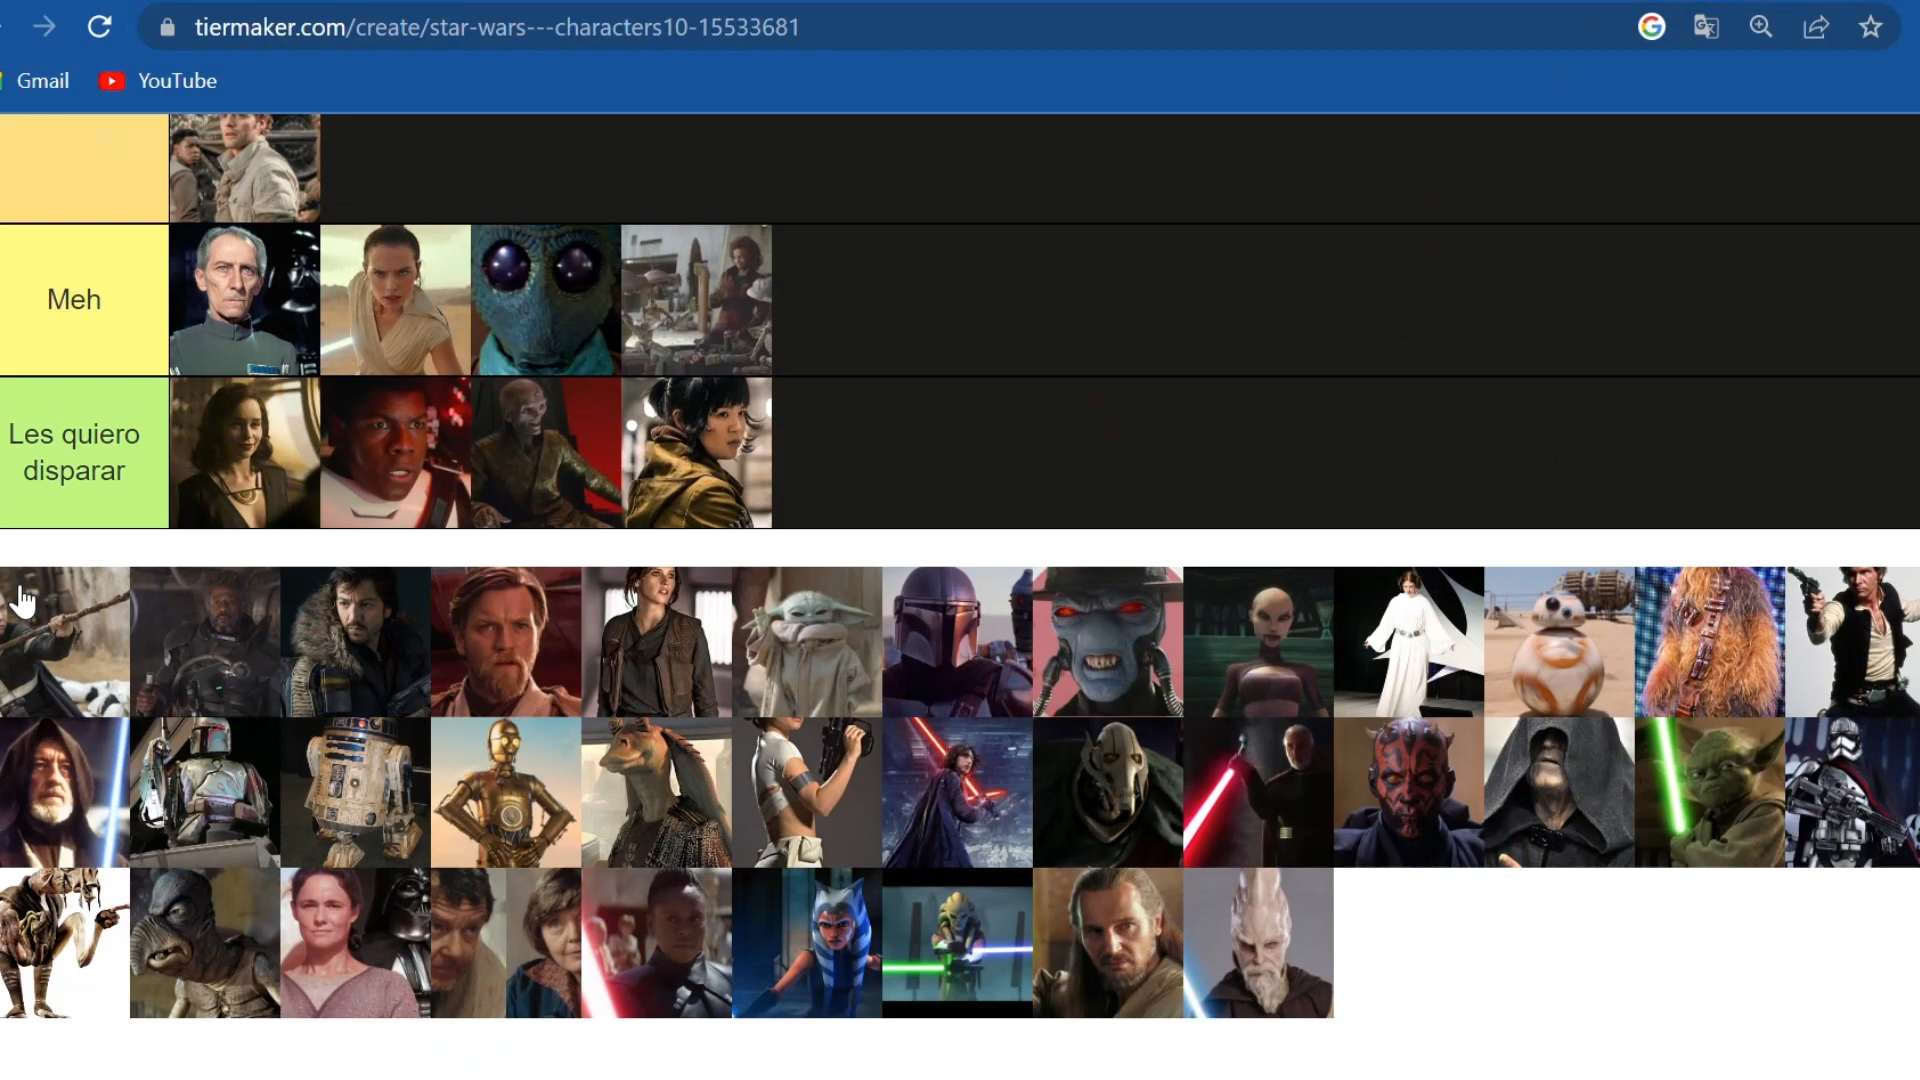 tiermaker.com/create/star-wars---characters10-15533681
Gmail YouTube
Meh
Les quiero
disparar